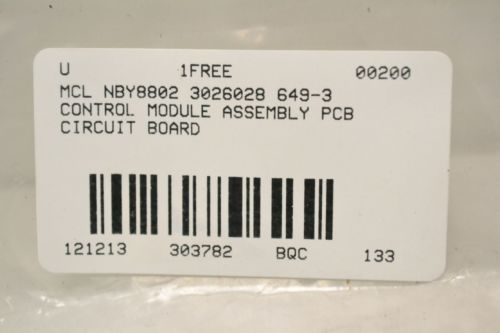 U 1FREE 00200
MCL NBY8802 3026028 649-3
CONTROL MODULE ASSEMBLY PCB
CIRCUIT BOARD
121213 303782 BQC 133